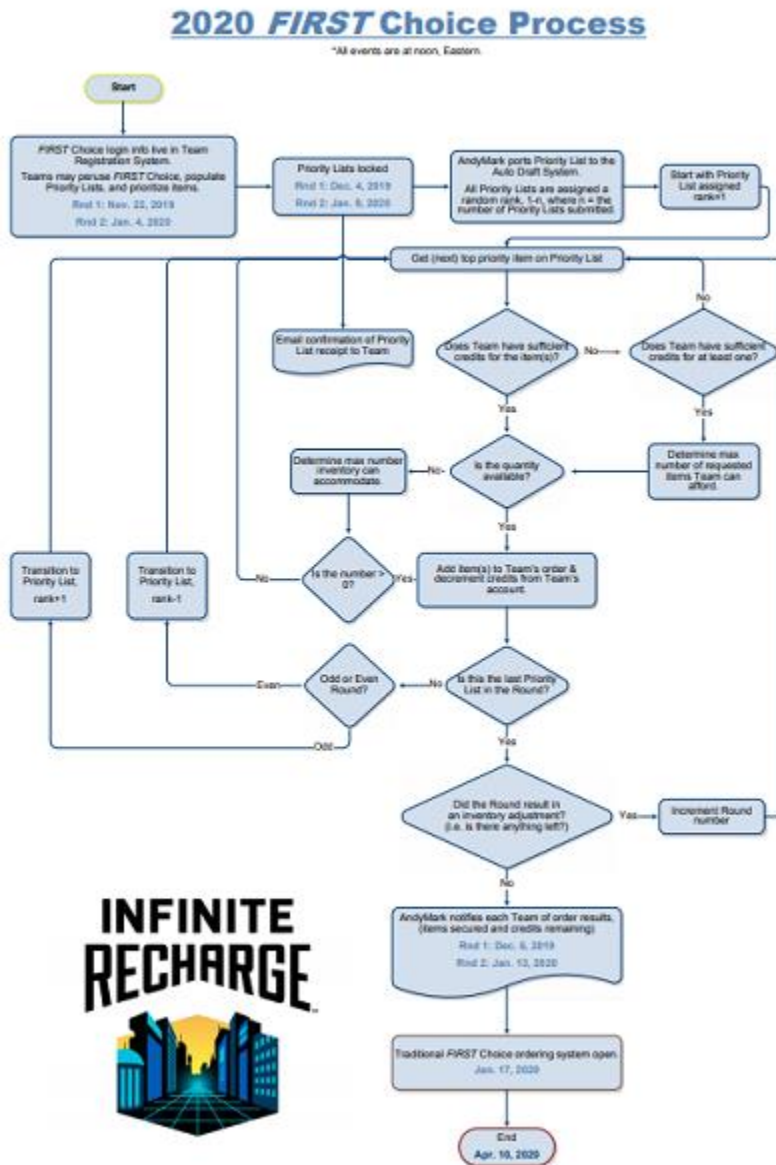 2020 FIRST Choice Process
*All events are at noon, Eastern.
Start
FIRST Choice login info live in Team
Registration System.
Teams may peruse FIRST Choice, populate
Priority Lists, and prioritize items.
Rnd 1: Nov. 22, 2019
Rnd 2: Jan. 4, 2020
Priority Lists locked
Rnd 1: Dec. 4, 2019
Rnd 2: Jan. 9, 2020
AndyMark ports Priority List to the
Auto Draft System.
All Priority Lists are assigned a
random rank, 1-n, where n = the
number of Priority Lists submitted.
Start with Priority
List assigned
rank=1
Get (next) top priority item on Priority List
No
Email confirmation of Priority
List receipt to Team
Does Team have sufficient
credits for the item(s)?
No
Does Team have sufficient
credits for at least one?
Yes
Yes
Determine max number
inventory can
accommodate.
No
Is the quantity
available?
Determine max
number of requested
items Team can
afford.
Yes
Transition to
Priority List,
rank+1
Transition to
Priority List,
rank-1
No
Is the number >
0?
Yes
Add item(s) to Team's order &
decrement credits from Team's
account.
Even
Odd or Even
Round?
No
Is this the last Priority
List in the Round?
Odd
Yes
Did the Round result in
an inventory adjustment?
(i.e. is there anything left?)
Yes
Increment Round
number
No
AndyMark notifies each Team of order results,
(items secured and credits remaining)
Rnd 1: Dec. 6, 2019
Rnd 2: Jan. 13, 2020
INFINITE
RECHARGE
Traditional FIRST Choice ordering system open.
Jan. 17, 2020
End
Apr. 10, 2020